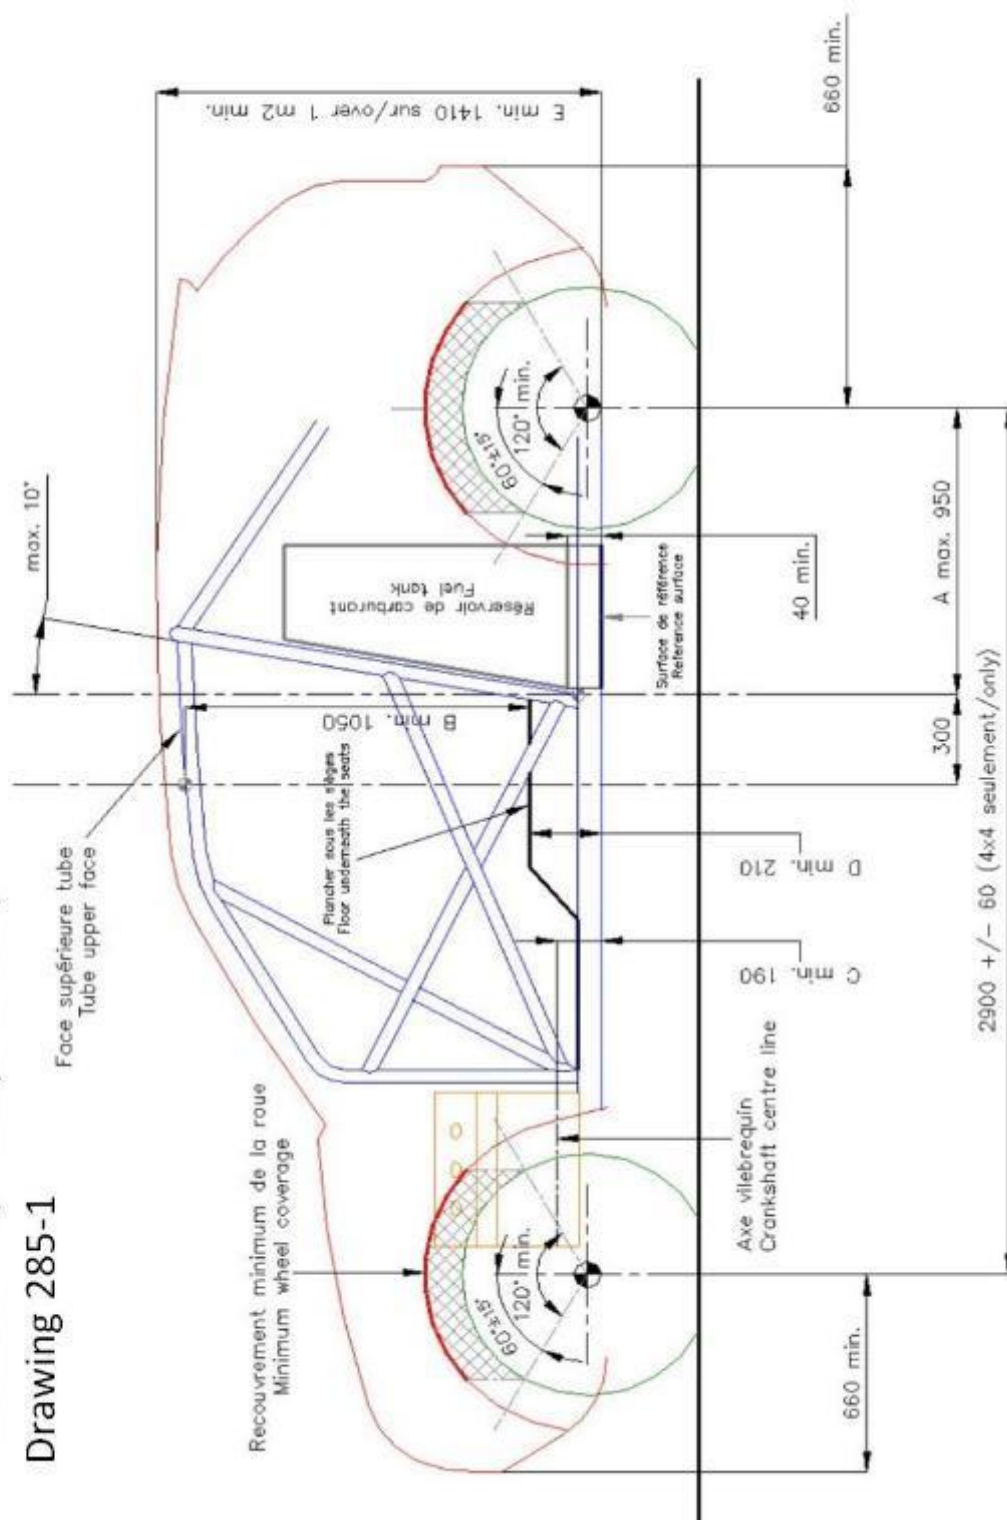 Drawing 285-1
Face supérieure tube
Tube upper face
max. 10°
Recouvrement minimum de la roue
Minimum wheel coverage
E min. 1410 sur/over 1 m2 min.
B min. 1050
Plancher sous les sièges
Floor underneath the seats
Réservoir de carburant
Fuel tank
60°±15°
120° min.
60°±15°
120° min.
Surface de référence
Reference surface
Axe vilebrequin
Crankshaft centre line
C min. 190
D min. 210
40 min.
660 min.
300
A max. 950
660 min.
2900 +/- 60 (4x4 seulement/only)